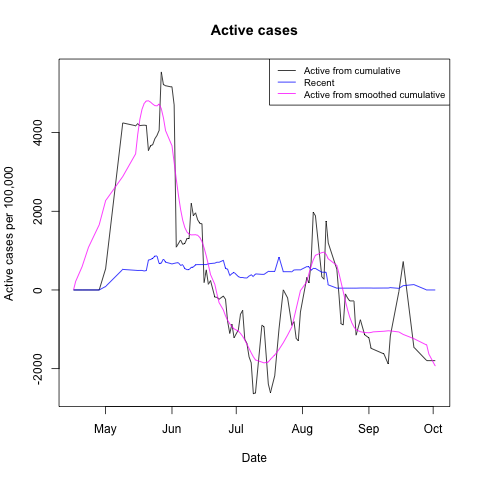 Active cases
Active from cumulative
Recent
Active from smoothed cumulative
Active cases per 100,000
4000
2000
0
-2000
May Jun Jul Aug Sep Oct
Date